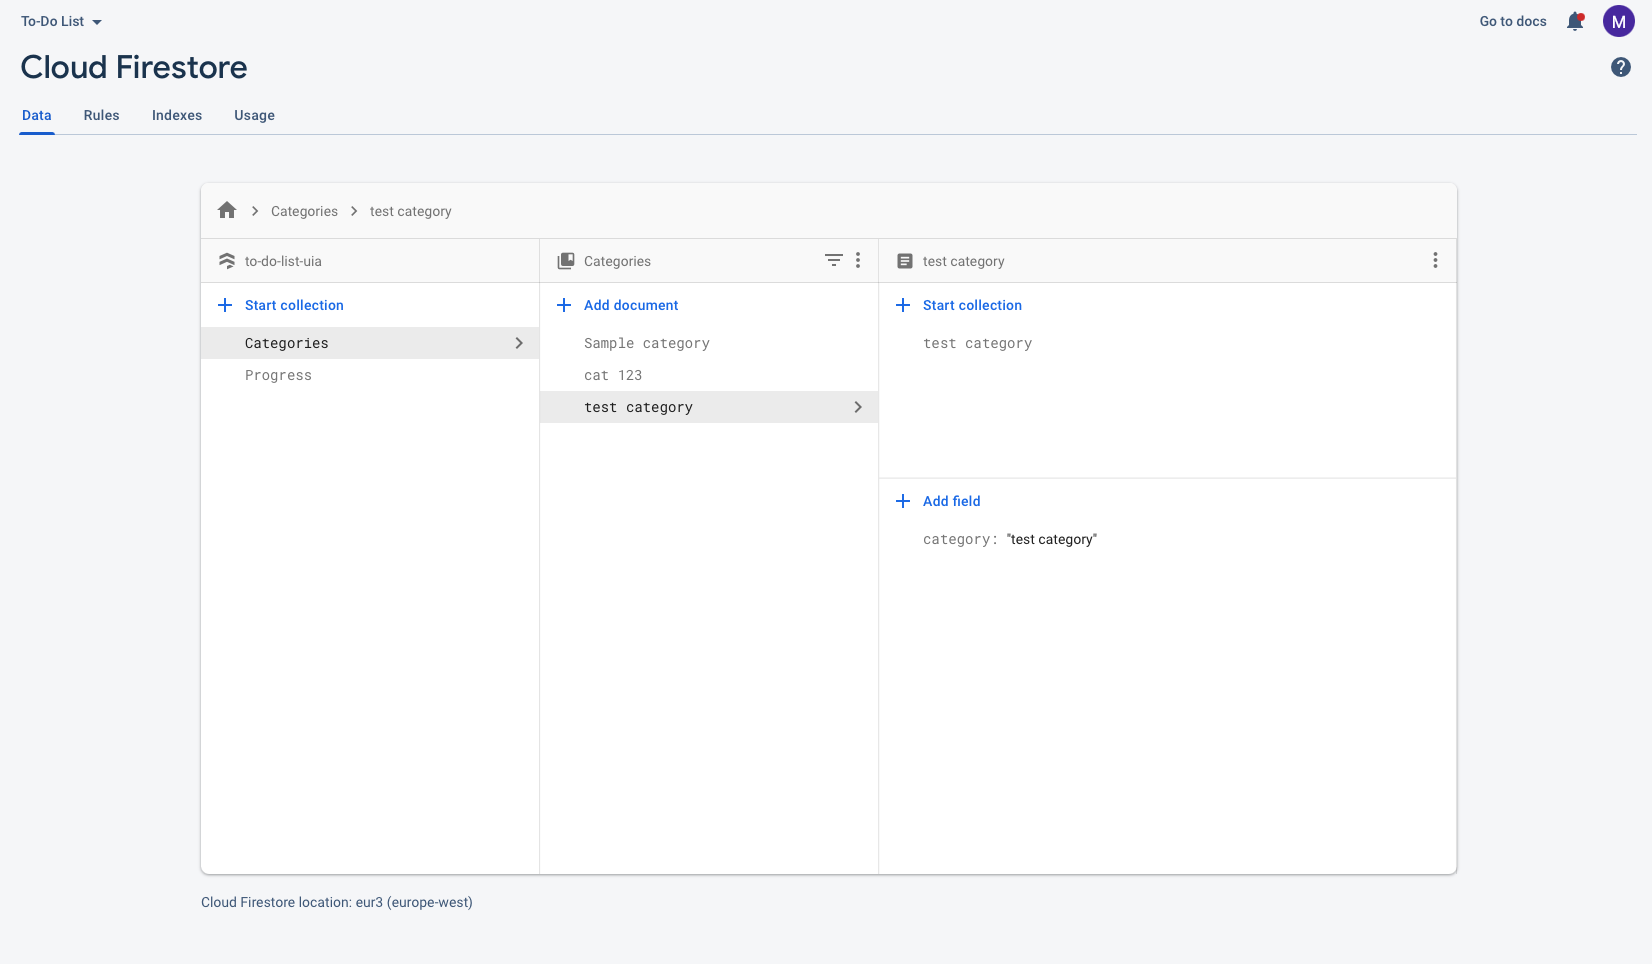 To-Do List
Go to docs
M
Cloud Firestore
?
Data Rules Indexes Usage
Categories > test category
to-do-list-uia
Categories
test category
Start collection
Add document
Start collection
Categories
Sample category
test category
Progress
cat 123
test category
Add field
category: "test category"
Cloud Firestore location: eur3 (europe-west)